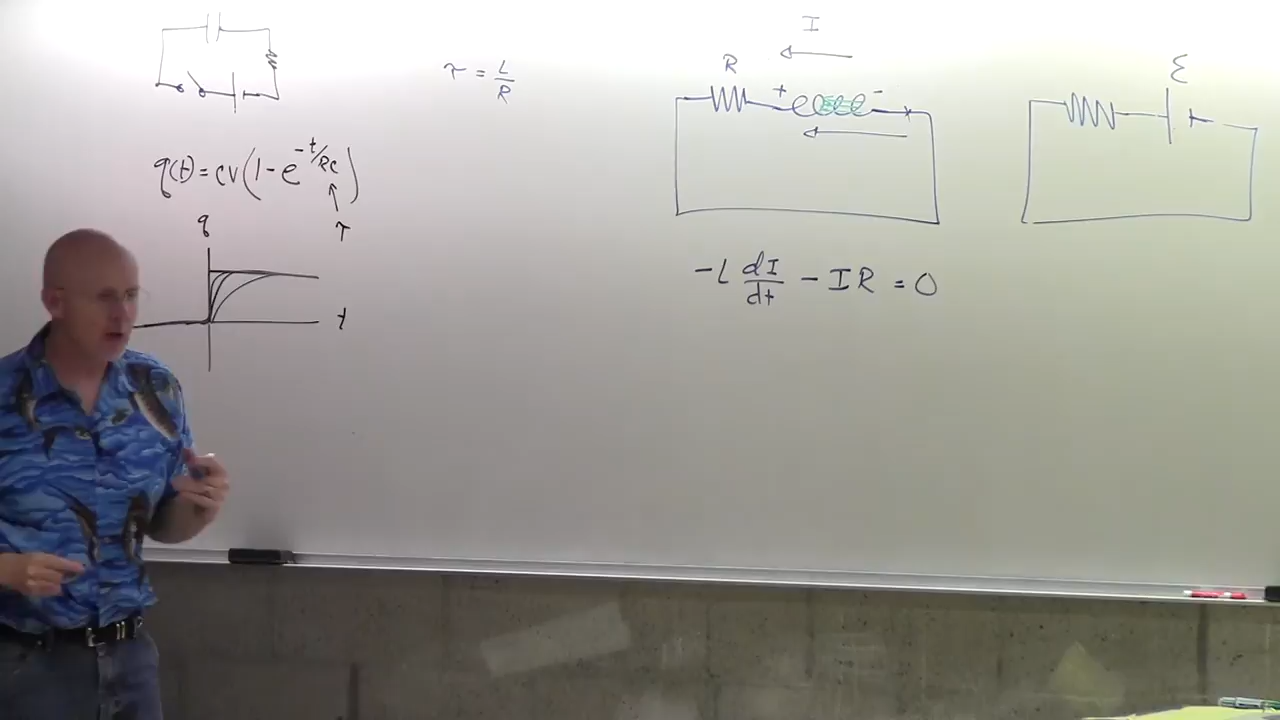 τ = L/R
q(t) = CV(1 - e^{-t/RC})
τ
q
t
I
R
+ -
ε
-L dI/dt - IR = 0